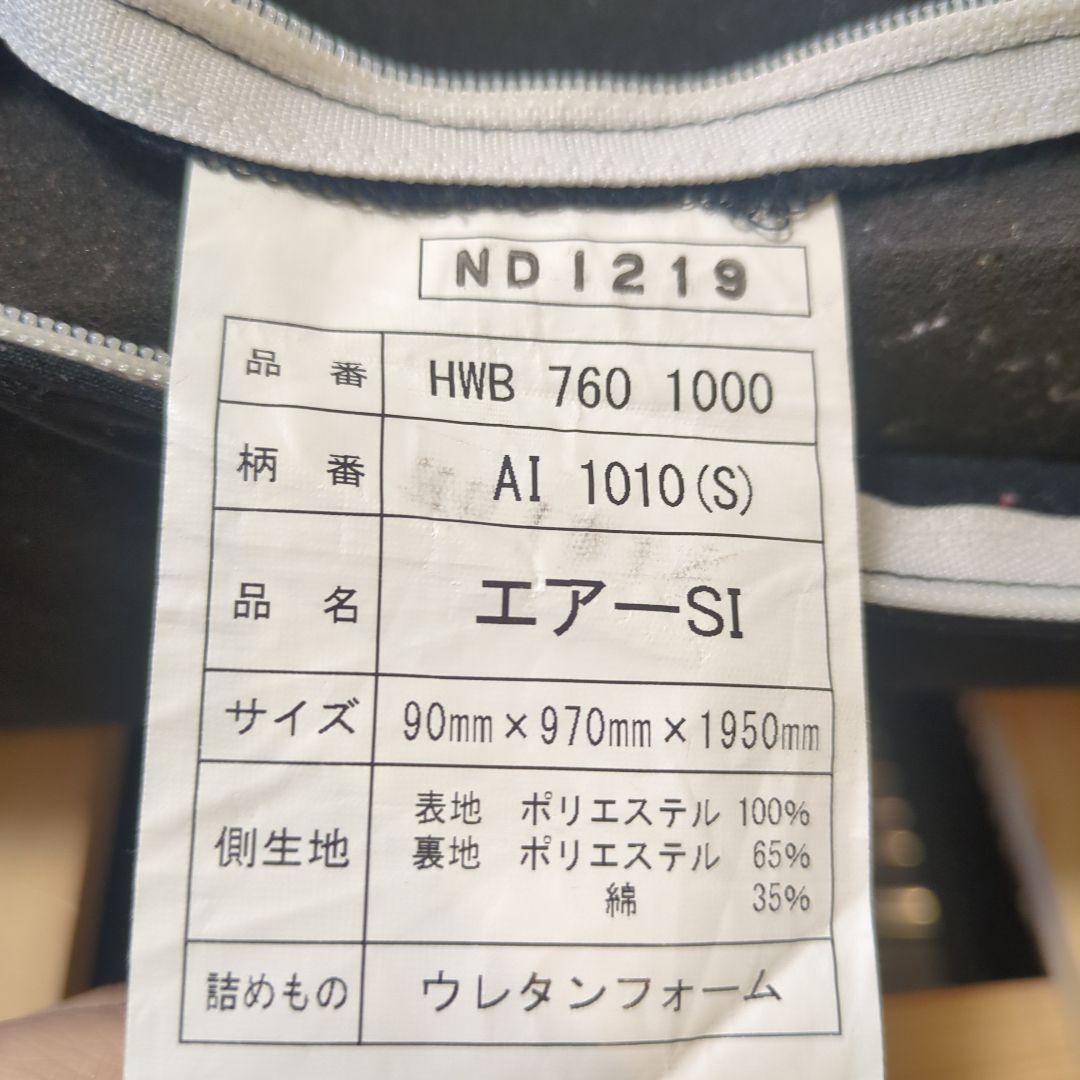 ND1219
品番 HWB 760 1000
柄番 AI 1010(S)
品名 エアーSI
サイズ 90mm×970mm×1950mm
側生地 表地 ポリエステル 100%
裏地 ポリエステル 65%
綿 35%
詰めもの ウレタンフォーム